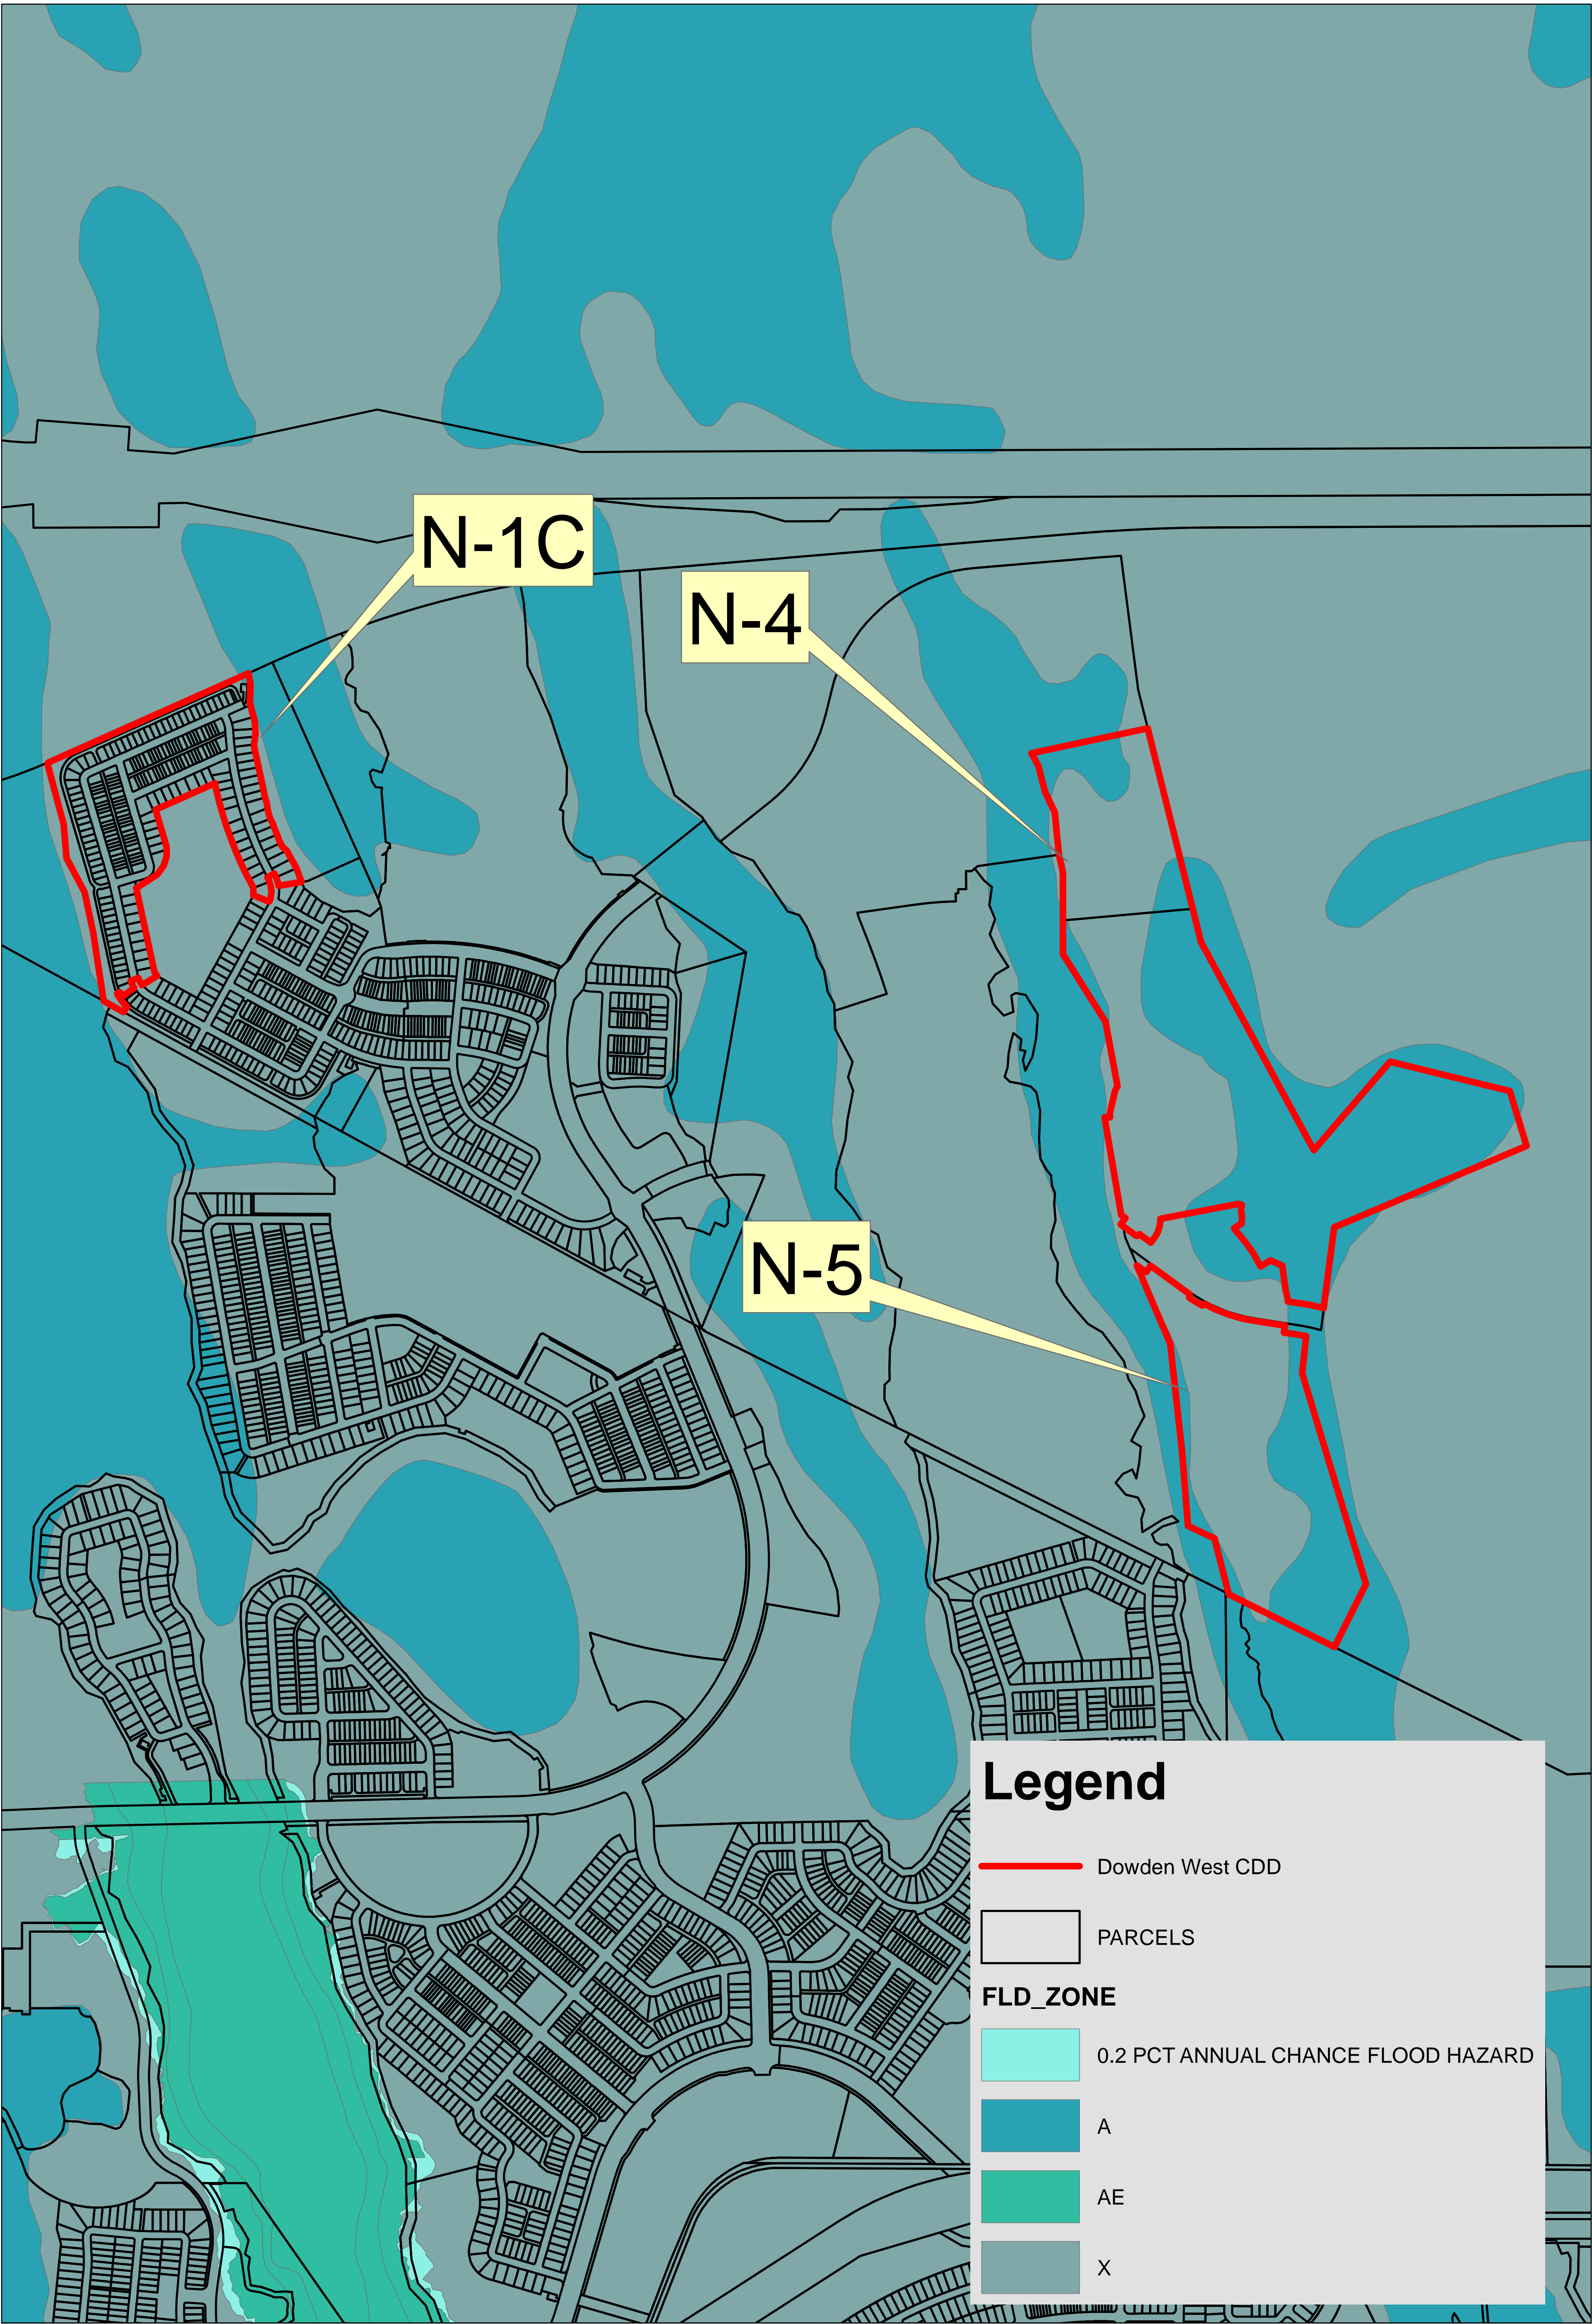 N-1C
N-4
N-5
Legend
Dowden West CDD
PARCELS
FLD_ZONE
0.2 PCT ANNUAL CHANCE FLOOD HAZARD
A
AE
X